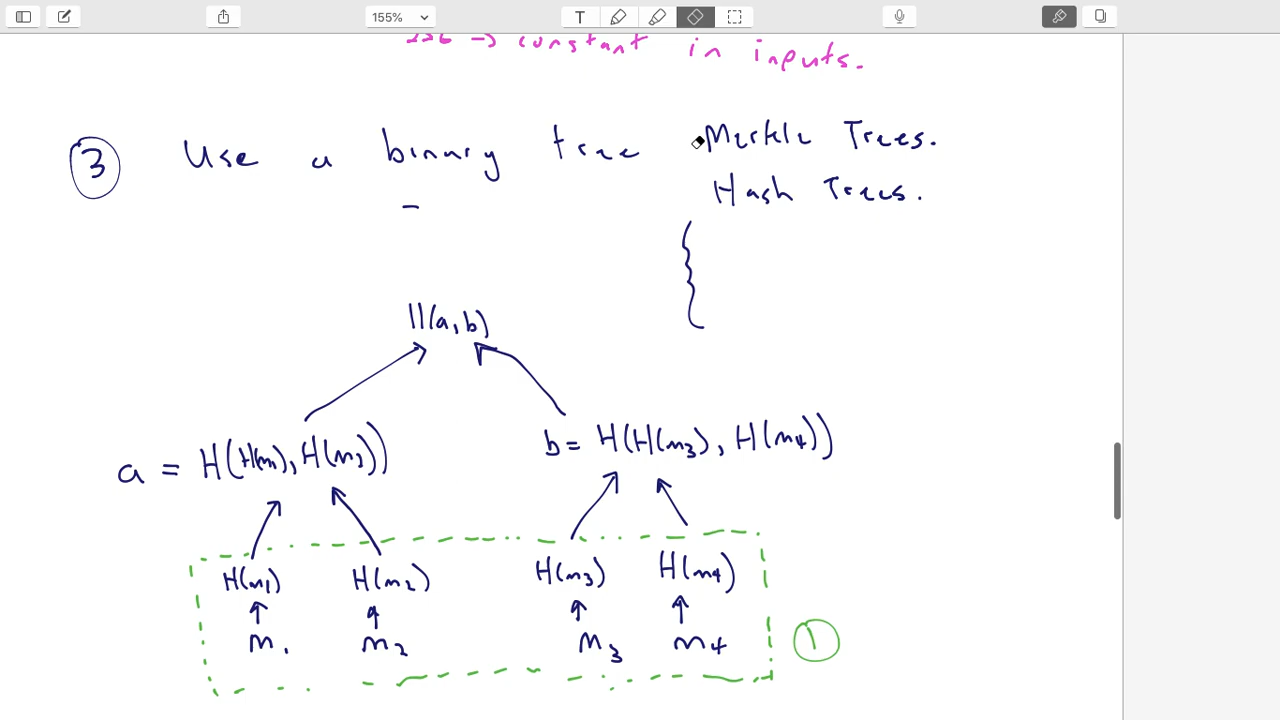 155%
T
256 → constant in inputs.
3 Use a binary tree Merkle Trees.
Hash Trees.
H(a,b)
a = H(H(m),H(m2))
b= H(H(m3), H(m4))
H(m1) H(m2) H(m3) H(m4)
m1 m2 m3 m4
1